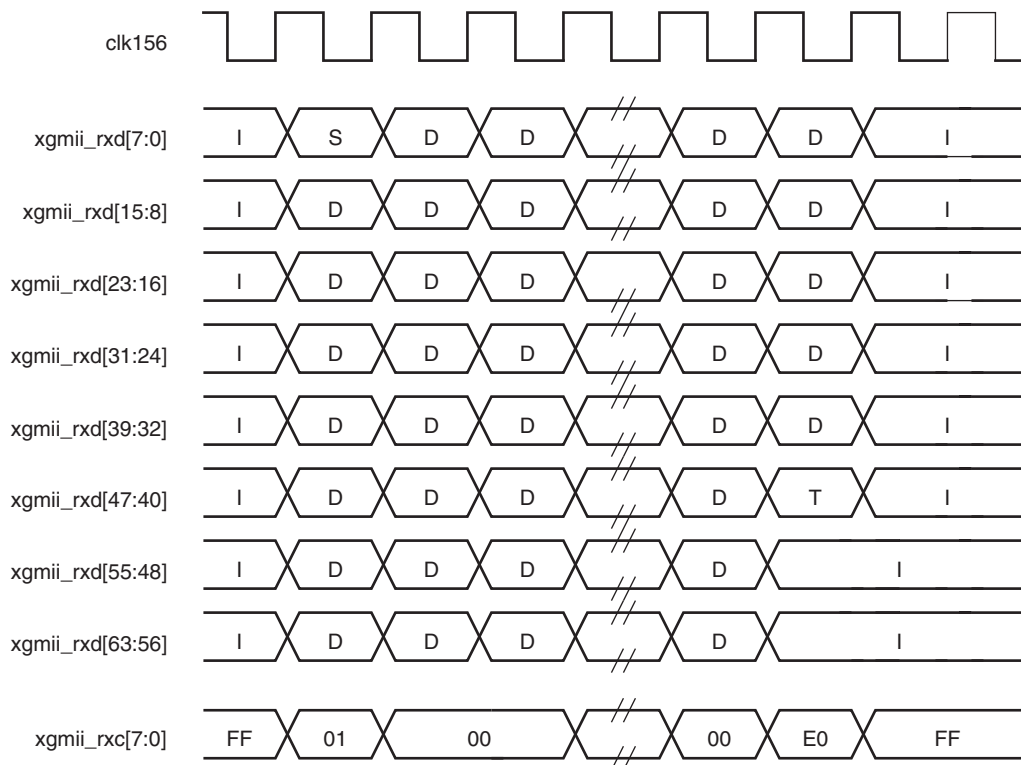 clk156
xgmii_rxd[7:0] I S D D D D I
xgmii_rxd[15:8] I D D D D D I
xgmii_rxd[23:16] I D D D D D I
xgmii_rxd[31:24] I D D D D D I
xgmii_rxd[39:32] I D D D D D I
xgmii_rxd[47:40] I D D D D T I
xgmii_rxd[55:48] I D D D D I
xgmii_rxd[63:56] I D D D D I
xgmii_rxc[7:0] FF 01 00 00 E0 FF